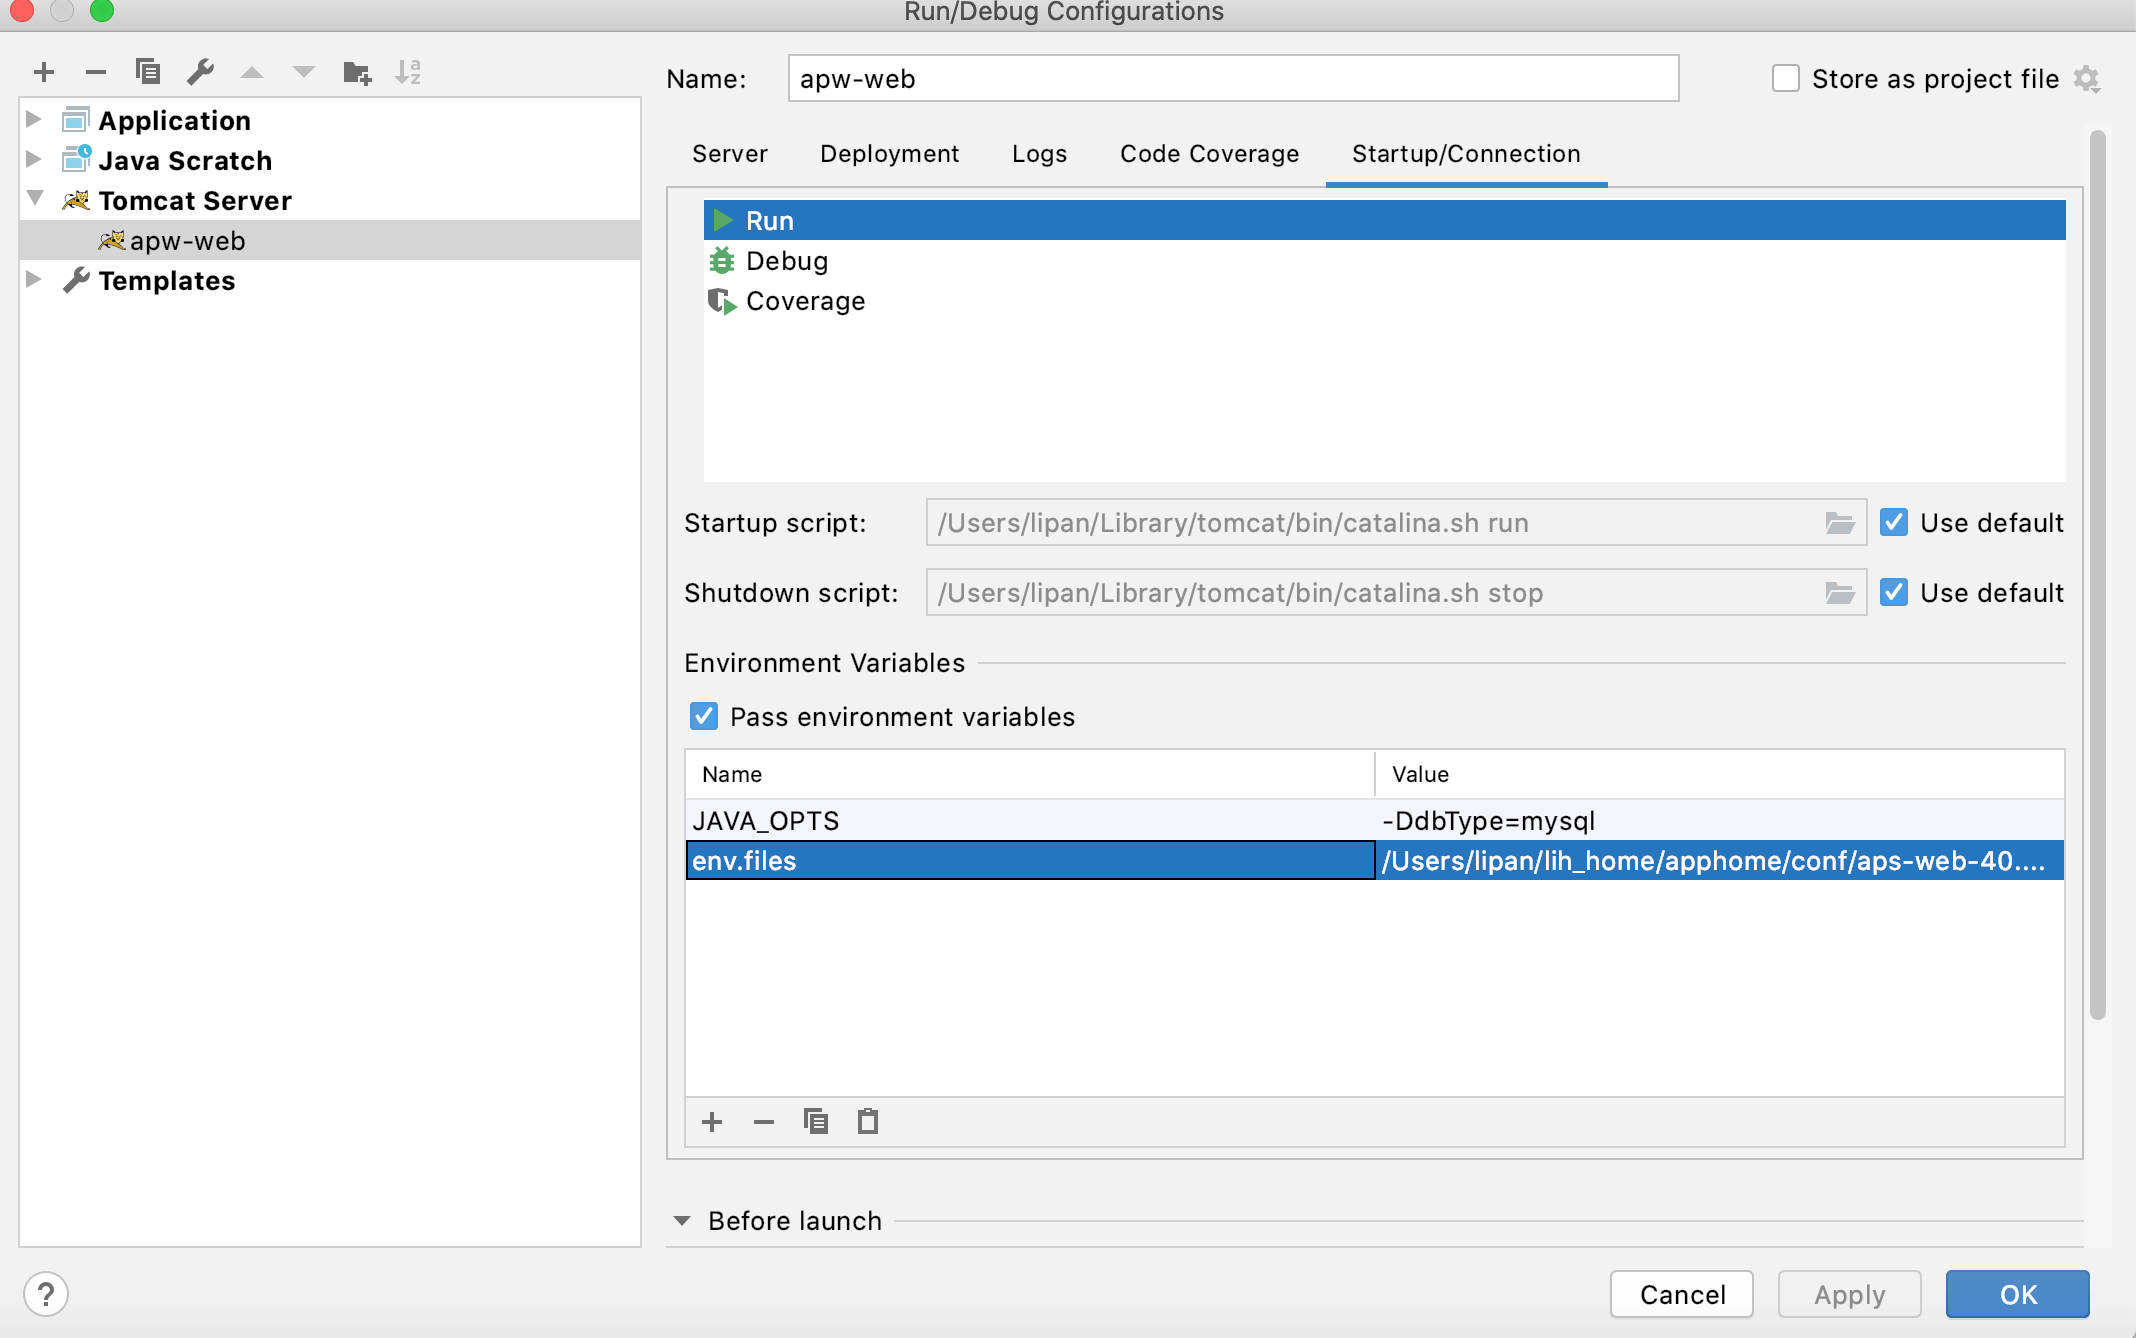 Run/Debug Configurations
Application
Java Scratch
Tomcat Server
apw-web
Templates
Name: apw-web
Store as project file
Server Deployment Logs Code Coverage Startup/Connection
Run
Debug
Coverage
Startup script: /Users/lipan/Library/tomcat/bin/catalina.sh run Use default
Shutdown script: /Users/lipan/Library/tomcat/bin/catalina.sh stop Use default
Environment Variables
Pass environment variables
Name Value
JAVA_OPTS -DdbType=mysql
env.files /Users/lipan/lih_home/apphome/conf/aps-web-40....
Before launch
? Cancel Apply OK